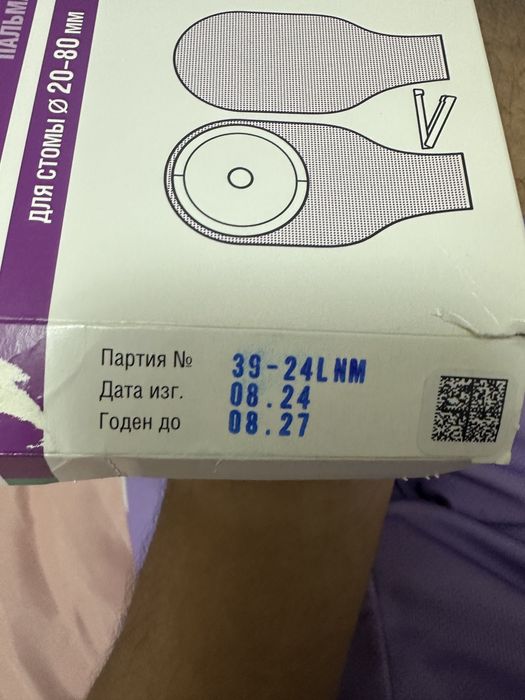 ДЛЯ СТОМЫ Ø 20–80 ММ
Партия № 39-24LNM
Дата изг. 08.24
Годен до 08.27